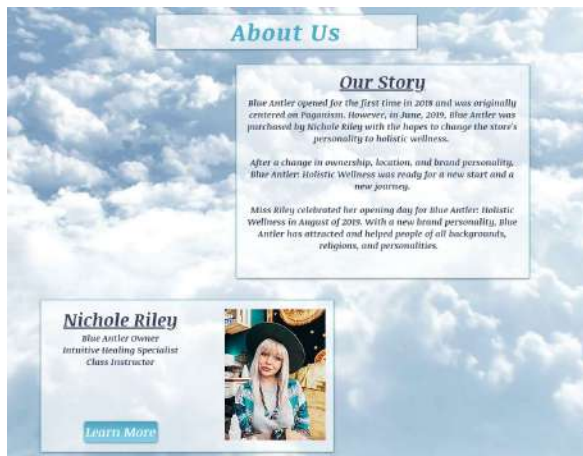 About Us
Our Story
Blue Antler opened for the first time in 2018 and was originally
centered on Paganism. However, in June, 2019, Blue Antler was
purchased by Nichole Riley with the hopes to change the store's
personality to holistic wellness.
After a change in ownership, location, and brand personality,
Blue Antler: Holistic Wellness was ready for a new start and a
new journey.
Miss Riley celebrated her opening day for Blue Antler: Holistic
Wellness in August of 2019. With a new brand personality, Blue
Antler has attracted and helped people of all backgrounds,
religions, and personalities.
Nichole Riley
Blue Antler Owner
Intuitive Healing Specialist
Class Instructor
Learn More